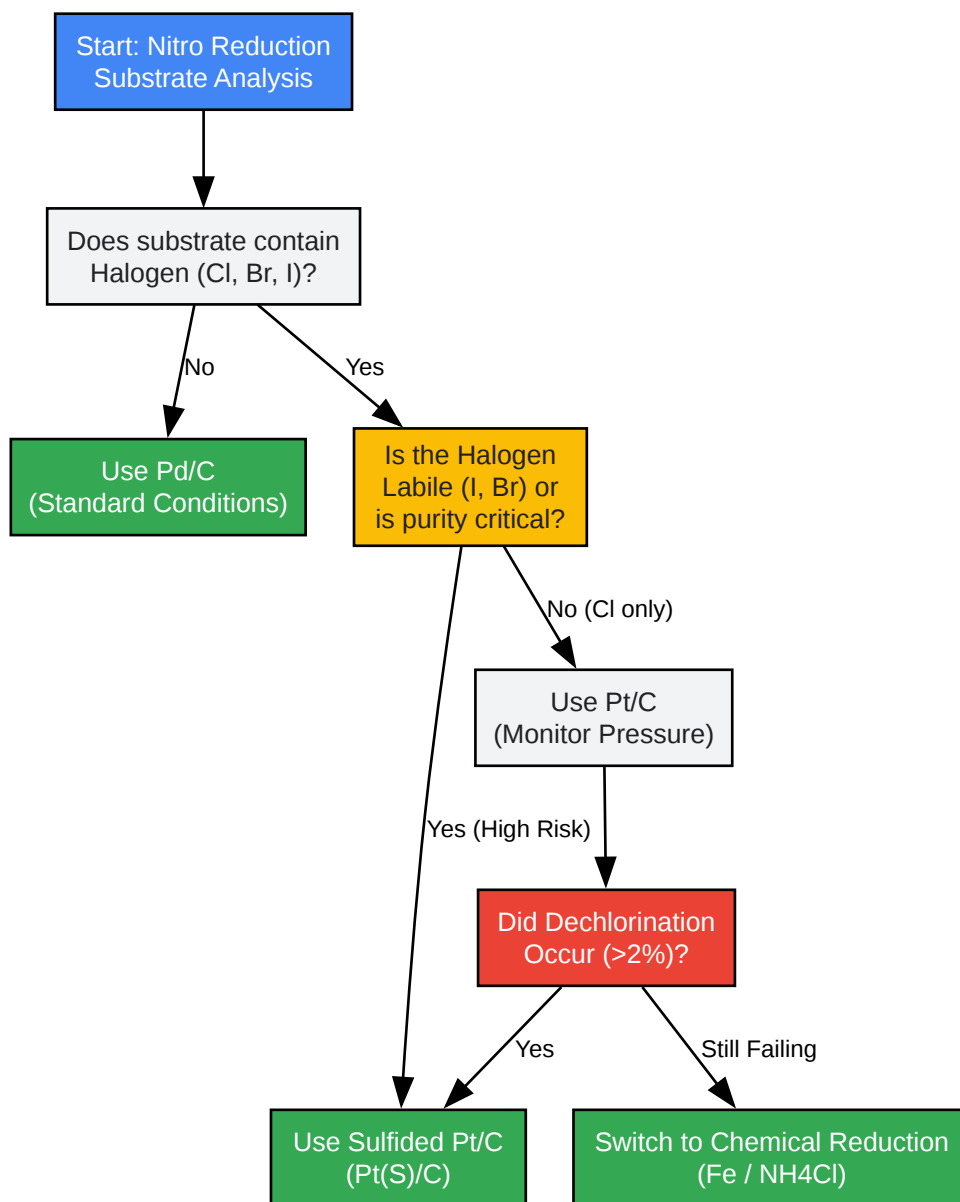 Start: Nitro Reduction
Substrate Analysis
Does substrate contain
Halogen (Cl, Br, I)?
No
Yes
Use Pd/C
(Standard Conditions)
Is the Halogen
Labile (I, Br) or
is purity critical?
No (Cl only)
Use Pt/C
(Monitor Pressure)
Yes (High Risk)
Did Dechlorination
Occur (>2%)?
Yes
Still Failing
Use Sulfided Pt/C
(Pt(S)/C)
Switch to Chemical Reduction
(Fe / NH4Cl)